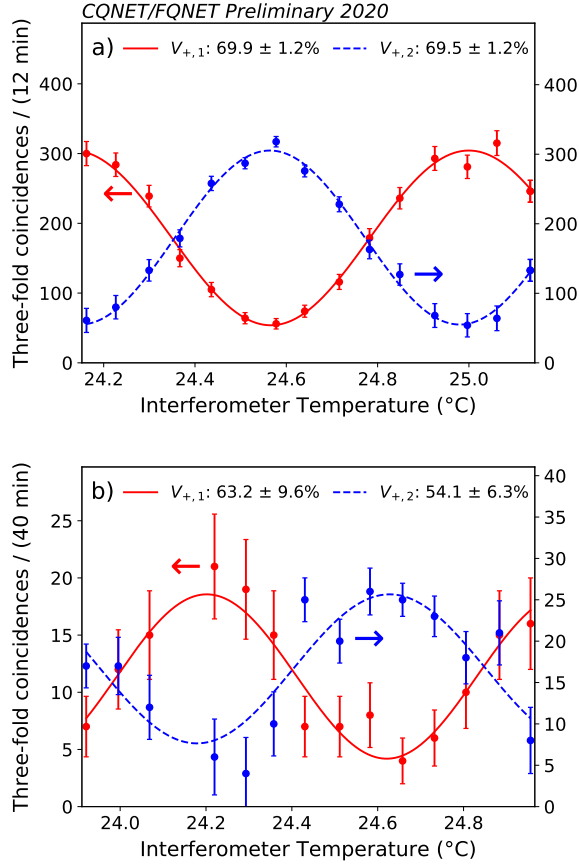 CQNET/FQNET Preliminary 2020
a)
V+,1: 69.9 ± 1.2%
V+,2: 69.5 ± 1.2%
Three-fold coincidences / (12 min)
400
300
200
100
0
400
300
200
100
0
24.2 24.4 24.6 24.8 25.0
Interferometer Temperature (°C)
b)
V+,1: 63.2 ± 9.6%
V+,2: 54.1 ± 6.3%
Three-fold coincidences / (40 min)
25
20
15
10
5
0
40
35
30
25
20
15
10
5
0
24.0 24.2 24.4 24.6 24.8
Interferometer Temperature (°C)